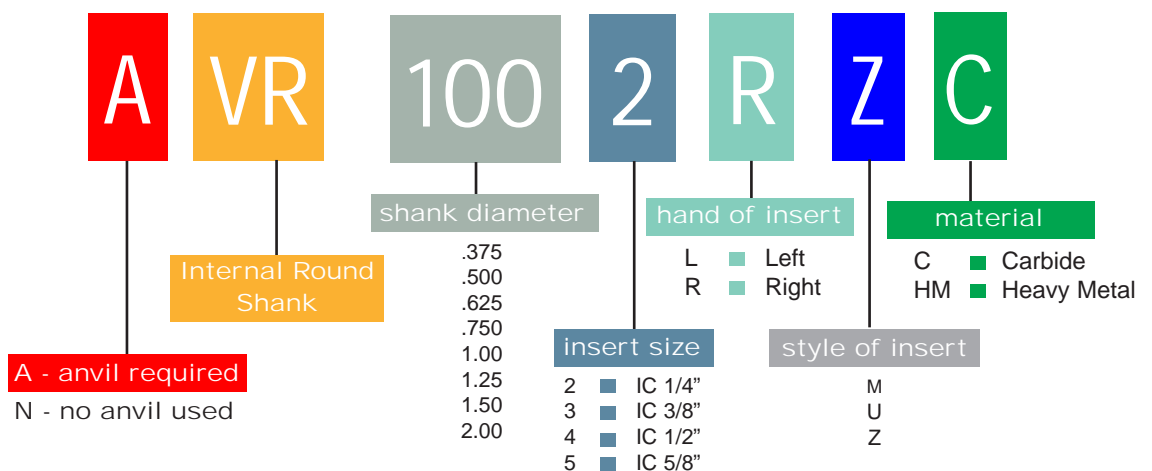 A VR 100 2 R Z C
shank diameter
.375
.500
.625
.750
1.00
1.25
1.50
2.00
hand of insert
L Left
R Right
material
C Carbide
HM Heavy Metal
Internal Round
Shank
insert size
2 IC 1/4”
3 IC 3/8”
4 IC 1/2”
5 IC 5/8”
style of insert
M
U
Z
A - anvil required
N - no anvil used